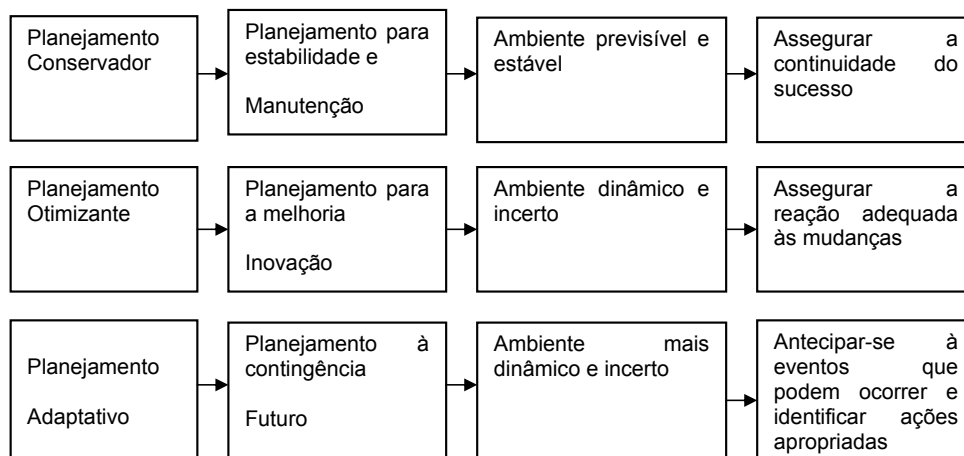 Planejamento
Conservador
Planejamento para
estabilidade e
Manutenção
Ambiente previsível e
estável
Assegurar a
continuidade do
sucesso
Planejamento
Otimizante
Planejamento para
a melhoria
Inovação
Ambiente dinâmico e
incerto
Assegurar a
reação adequada
às mudanças
Planejamento
Adaptativo
Planejamento à
contingência
Futuro
Ambiente mais
dinâmico e incerto
Antecipar-se à
eventos que
podem ocorrer e
identificar ações
apropriadas